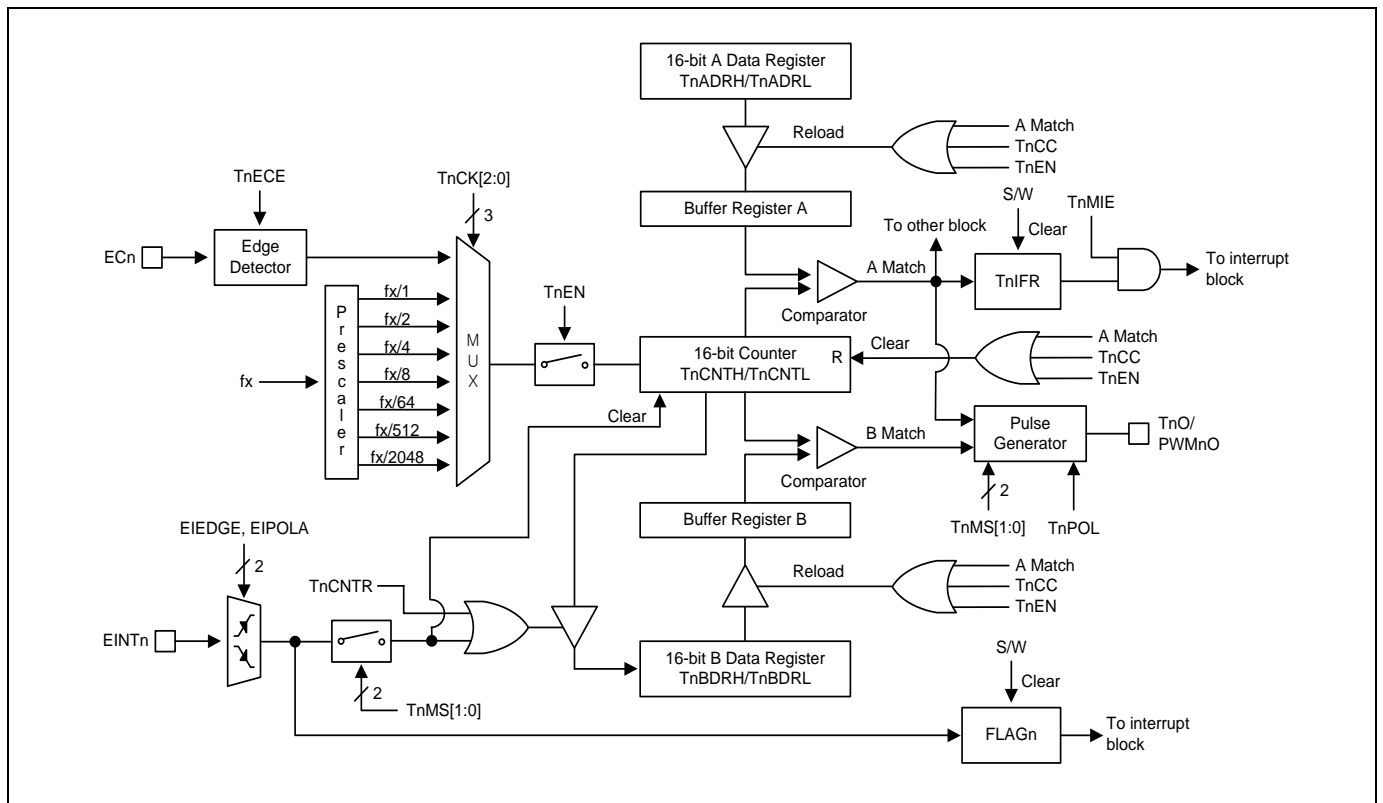 16-bit A Data Register
TnADRH/TnADRL
Reload
A Match
TnCC
TnEN
TnECE
TnCK[2:0]
3
Buffer Register A
S/W
Clear
TnMIE
To other block
ECn
Edge
Detector
A Match
TnIFR
To interrupt
block
Comparator
TnEN
Prescaler
fx/1
fx/2
fx/4
fx/8
fx/64
fx/512
fx/2048
fx
MUX
16-bit Counter
TnCNTH/TnCNTL
R
Clear
A Match
TnCC
TnEN
Clear
B Match
Comparator
Pulse
Generator
TnO/
PWMnO
2
TnMS[1:0]
TnPOL
Buffer Register B
EIEDGE, EIPOLA
2
TnCNTR
Reload
A Match
TnCC
TnEN
EINTn
2
TnMS[1:0]
16-bit B Data Register
TnBDRH/TnBDRL
S/W
Clear
FLAGn
To interrupt
block